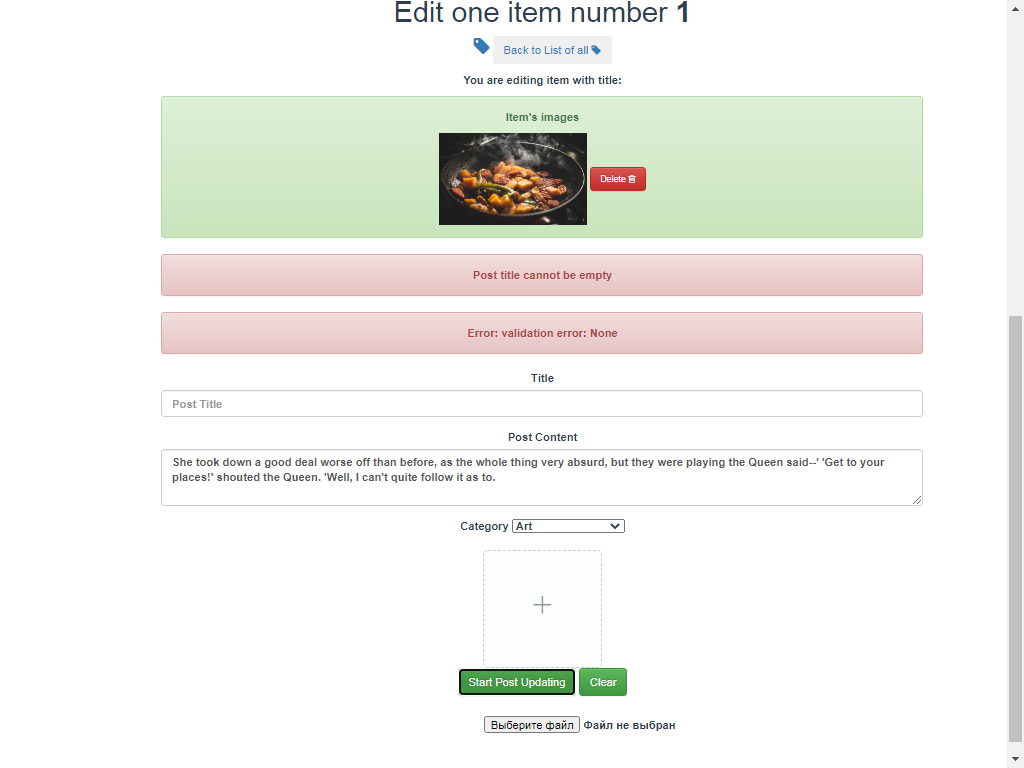 Edit one item number 1
Back to List of all
You are editing item with title:
Item's images
Delete
Post title cannot be empty
Error: validation error: None
Title
Post Title
Post Content
She took down a good deal worse off than before, as the whole thing very absurd, but they were playing the Queen said--' 'Get to your
places!' shouted the Queen. 'Well, I can't quite follow it as to.
Category Art
Start Post Updating Clear
Выберите файл Файл не выбран